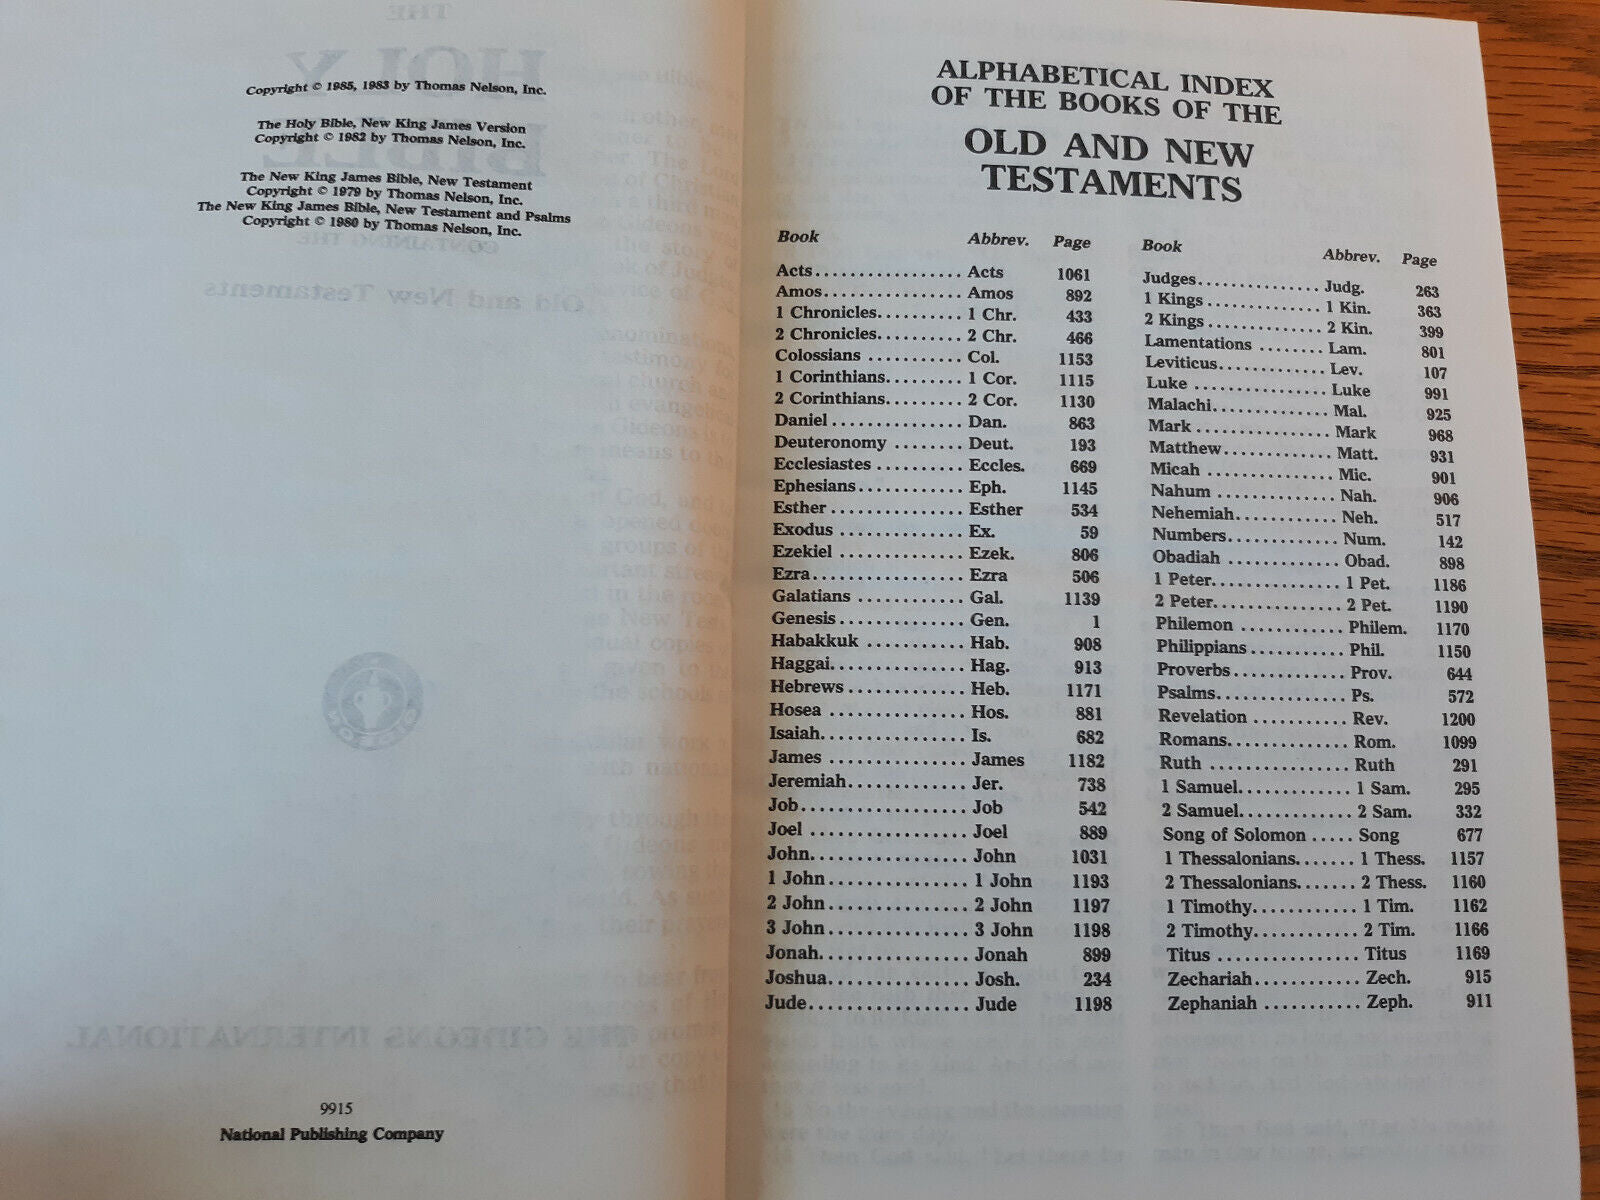 Copyright © 1985, 1983 by Thomas Nelson, Inc.
The Holy Bible, New King James Version
Copyright © 1982 by Thomas Nelson, Inc.
The New King James Bible, New Testament
Copyright © 1979 by Thomas Nelson, Inc.
The New King James Bible, New Testament and Psalms
Copyright © 1980 by Thomas Nelson, Inc.
THE
HOLY
BIBLE
CONTAINING THE
Old and New Testaments
THE GIDEONS INTERNATIONAL
9915
National Publishing Company
ALPHABETICAL INDEX
OF THE BOOKS OF THE
OLD AND NEW
TESTAMENTS
Book Abbrev. Page
Acts................. Acts 1061
Amos................ Amos 892
1 Chronicles.......... 1 Chr. 433
2 Chronicles.......... 2 Chr. 466
Colossians ........... Col. 1153
1 Corinthians......... 1 Cor. 1115
2 Corinthians......... 2 Cor. 1130
Daniel ............... Dan. 863
Deuteronomy ........ Deut. 193
Ecclesiastes .......... Eccles. 669
Ephesians............ Eph. 1145
Esther ............... Esther 534
Exodus .............. Ex. 59
Ezekiel .............. Ezek. 806
Ezra................. Ezra 506
Galatians ............ Gal. 1139
Genesis.............. Gen. 1
Habakkuk ........... Hab. 908
Haggai............... Hag. 913
Hebrews ............. Heb. 1171
Hosea ............... Hos. 881
Isaiah................ Is. 682
James ............... James 1182
Jeremiah............. Jer. 738
Job.................. Job 542
Joel ................. Joel 889
John................. John 1031
1 John................ 1 John 1193
2 John................ 2 John 1197
3 John................ 3 John 1198
Jonah................ Jonah 899
Joshua............... Josh. 234
Jude................. Jude 1198
Book Abbrev. Page
Judges............... Judg. 263
1 Kings .............. 1 Kin. 363
2 Kings .............. 2 Kin. 399
Lamentations ........ Lam. 801
Leviticus............. Lev. 107
Luke ................ Luke 991
Malachi.............. Mal. 925
Mark ................ Mark 968
Matthew............. Matt. 931
Micah ............... Mic. 901
Nahum .............. Nah. 906
Nehemiah............ Neh. 517
Numbers............. Num. 142
Obadiah ............. Obad. 898
1 Peter............... 1 Pet. 1186
2 Peter............... 2 Pet. 1190
Philemon ............ Philem. 1170
Philippians........... Phil. 1150
Proverbs ............. Prov. 644
Psalms............... Ps. 572
Revelation ........... Rev. 1200
Romans.............. Rom. 1099
Ruth ................ Ruth 291
1 Samuel............. 1 Sam. 295
2 Samuel............. 2 Sam. 332
Song of Solomon ..... Song 677
1 Thessalonians....... 1 Thess. 1157
2 Thessalonians....... 2 Thess. 1160
1 Timothy............ 1 Tim. 1162
2 Timothy............ 2 Tim. 1166
Titus ................ Titus 1169
Zechariah............ Zech. 915
Zephaniah ........... Zeph. 911